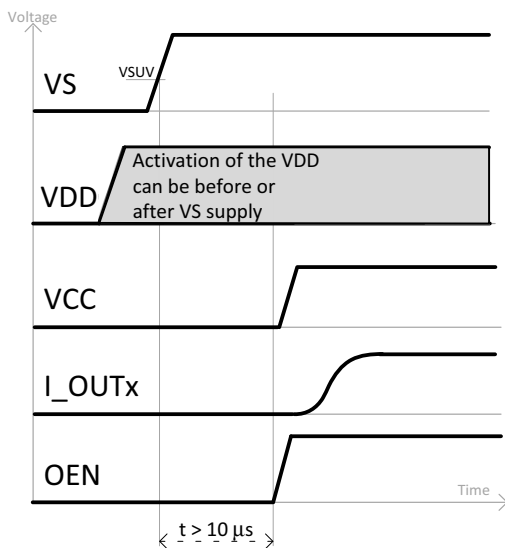 Voltage
VS
VSUV
VDD
Activation of the VDD
can be before or
after VS supply
VCC
I_OUTx
OEN
Time
t > 10 µs